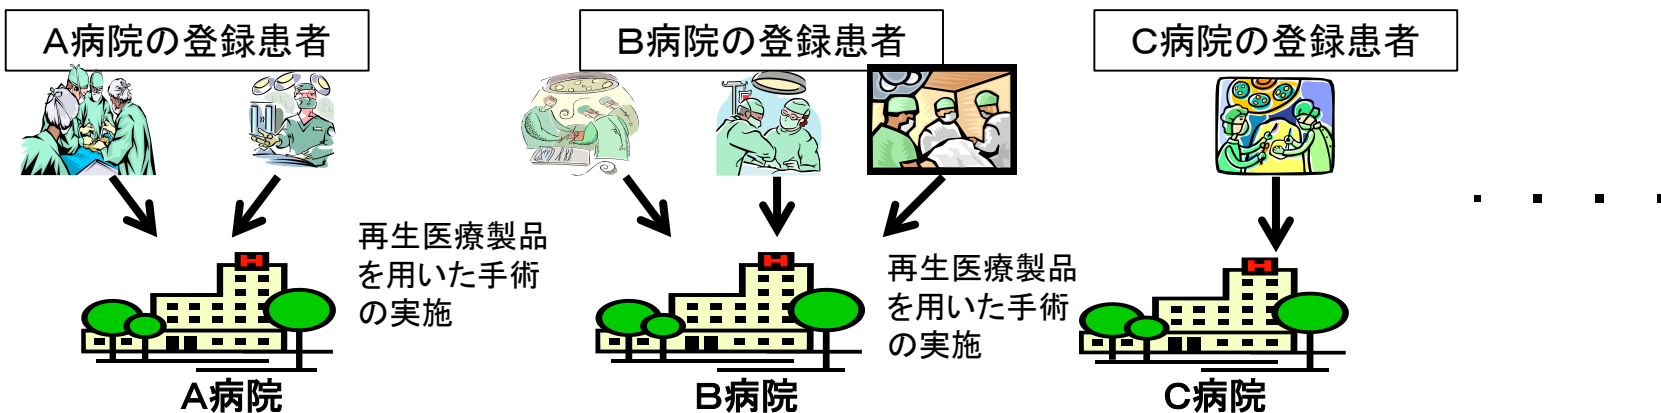 A病院の登録患者
B病院の登録患者
C病院の登録患者
再生医療製品
を用いた手術
の実施
再生医療製品
を用いた手術
の実施
H
H
H
A病院
B病院
C病院
．．．．